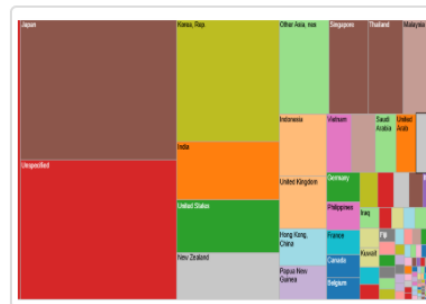 Japan
Korea, Rep.
Other Asia, nes
Singapore
Thailand
Malaysia
Indonesia
Vietnam
Saudi
Arabia
United
Arab
India
Unspecified
United Kingdom
Germany
United States
Philippines
Iraq
Hong Kong,
China
France
Fiji
New Zealand
Kuwait
Canada
Papua New
Guinea
Belgium